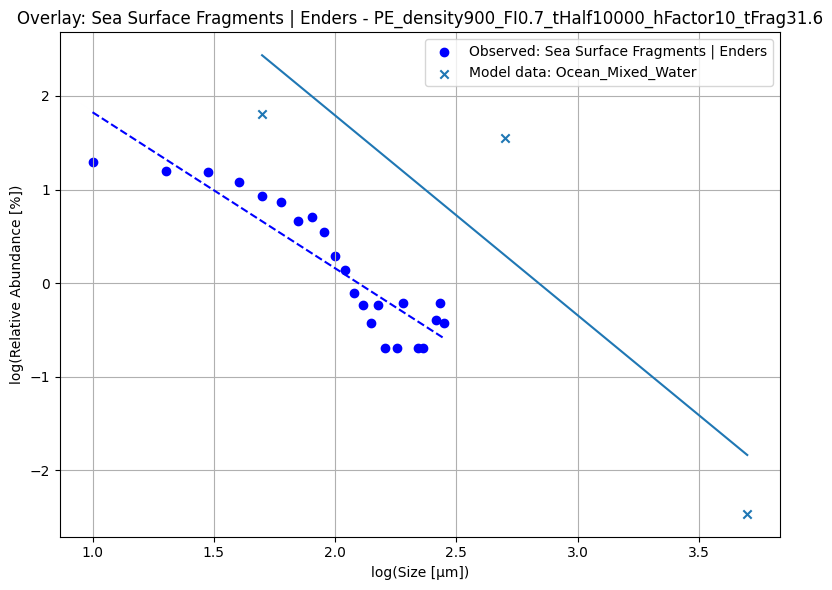 Overlay: Sea Surface Fragments | Enders - PE_density900_FI0.7_tHalf10000_hFactor10_tFrag31.6
Observed: Sea Surface Fragments | Enders
Model data: Ocean_Mixed_Water
log(Relative Abundance [%])
2
1
0
−1
−2
1.0 1.5 2.0 2.5 3.0 3.5
log(Size [μm])